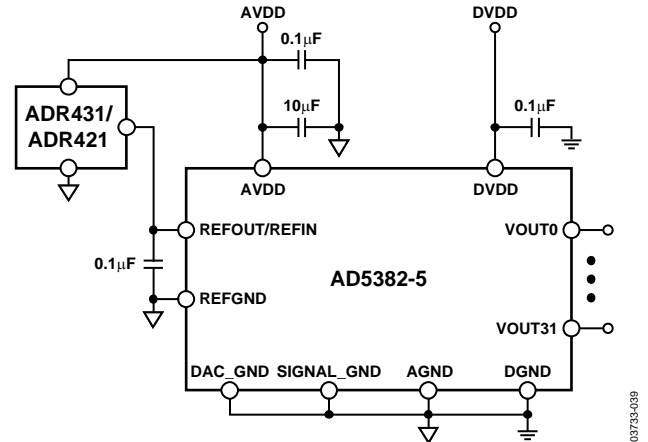 AVDD
DVDD
0.1μF
ADR431/
ADR421
10μF
0.1μF
AVDD
DVDD
REFOUT/REFIN
VOUT0
0.1μF
AD5382-5
REFGND
VOUT31
DAC_GND
SIGNAL_GND
AGND
DGND
03733-039